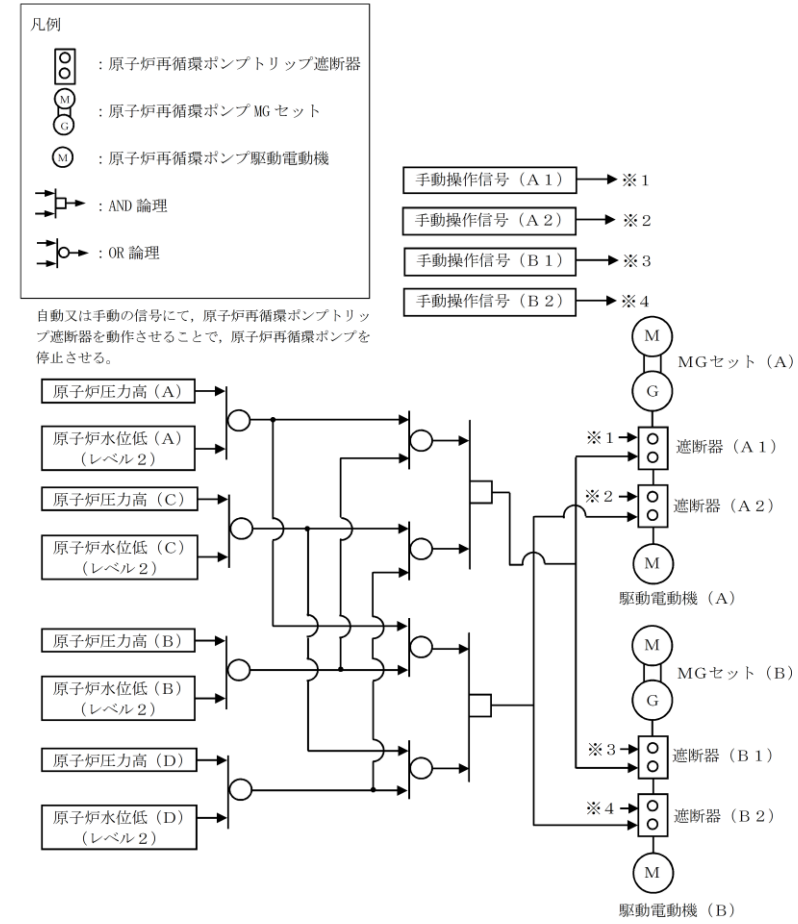 凡例
：原子炉再循環ポンプトリップ遮断器
M
G
：原子炉再循環ポンプ MG セット
M
：原子炉再循環ポンプ駆動電動機
：AND 論理
：OR 論理
自動又は手動の信号にて，原子炉再循環ポンプトリッ
プ遮断器を動作させることで，原子炉再循環ポンプを
停止させる。
手動操作信号（Ａ１）
※１
手動操作信号（Ａ２）
※２
手動操作信号（Ｂ１）
※３
手動操作信号（Ｂ２）
※４
原子炉圧力高（Ａ）
原子炉水位低（Ａ）
（レベル２）
原子炉圧力高（Ｃ）
原子炉水位低（Ｃ）
（レベル２）
原子炉圧力高（Ｂ）
原子炉水位低（Ｂ）
（レベル２）
原子炉圧力高（Ｄ）
原子炉水位低（Ｄ）
（レベル２）
M
ＭＧセット（Ａ）
G
※１
遮断器（Ａ１）
※２
遮断器（Ａ２）
M
駆動電動機（Ａ）
M
ＭＧセット（Ｂ）
G
※３
遮断器（Ｂ１）
※４
遮断器（Ｂ２）
M
駆動電動機（Ｂ）